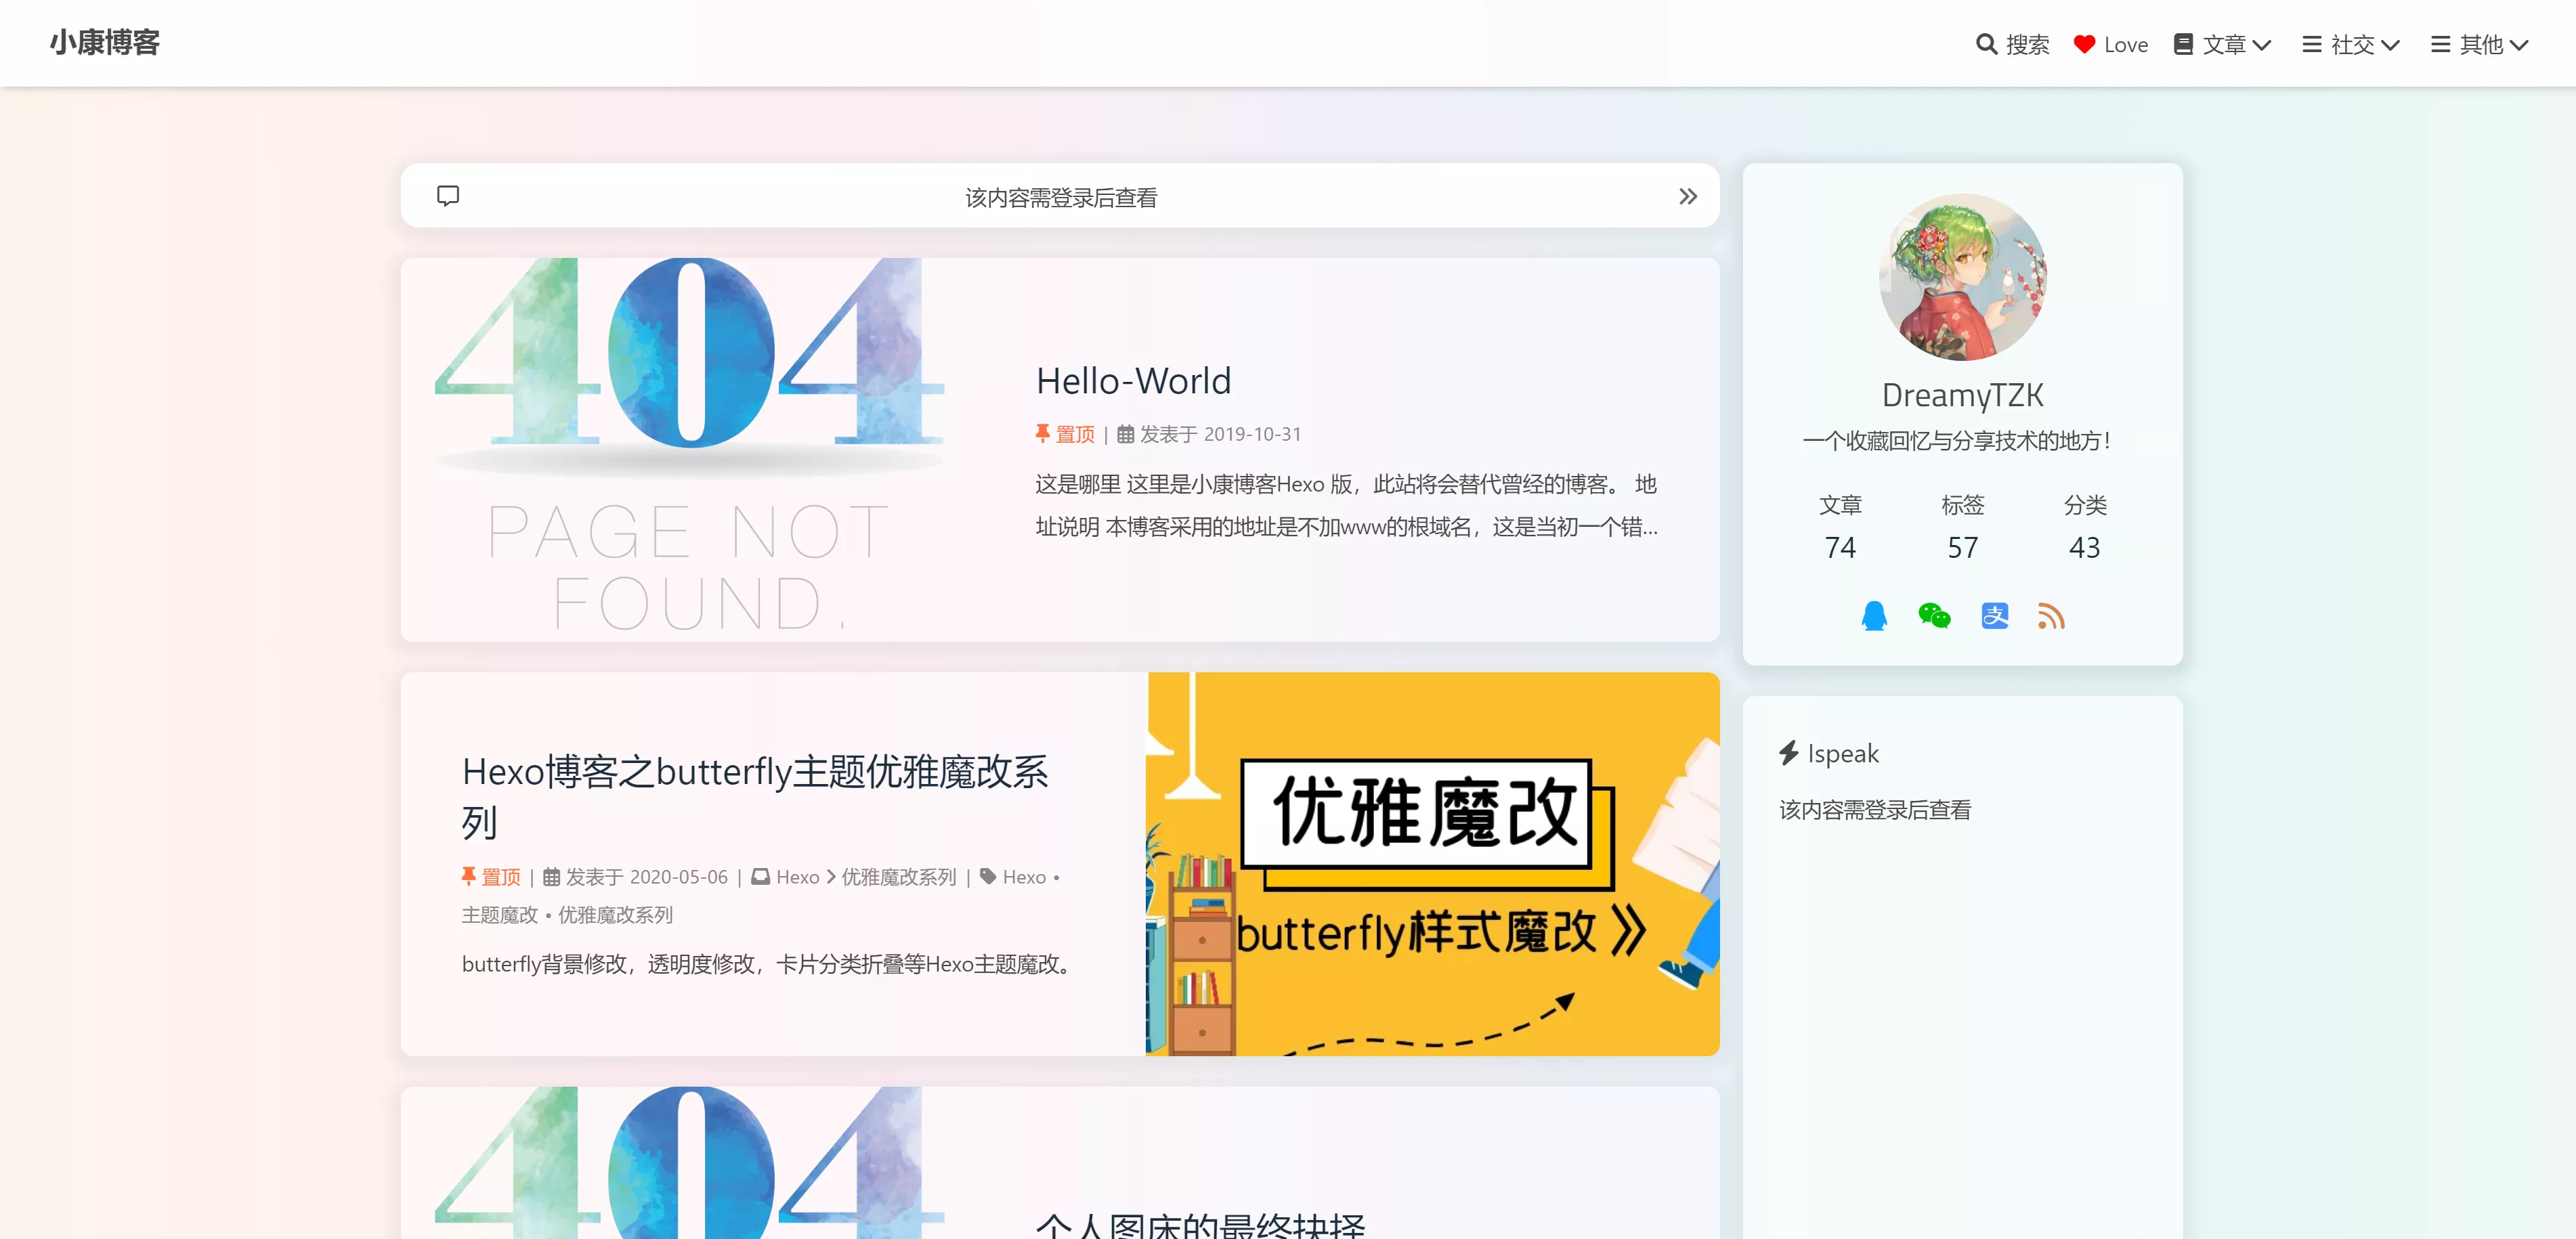 小康博客
搜索 Love 文章 社交 其他
该内容需登录后查看
404
PAGE NOT
FOUND.
Hello-World
置顶 | 发表于 2019-10-31
这是哪里 这里是小康博客Hexo 版，此站将会替代曾经的博客。 地
址说明 本博客采用的地址是不加www的根域名，这是当初一个错...
Hexo博客之butterfly主题优雅魔改系
列
置顶 | 发表于 2020-05-06 | Hexo > 优雅魔改系列 | Hexo •
主题魔改 • 优雅魔改系列
butterfly背景修改，透明度修改，卡片分类折叠等Hexo主题魔改。
优雅魔改
butterfly样式魔改
404
个人图床的最终抉择
DreamyTZK
一个收藏回忆与分享技术的地方！
文章 标签 分类
74 57 43
支
Ispeak
该内容需登录后查看